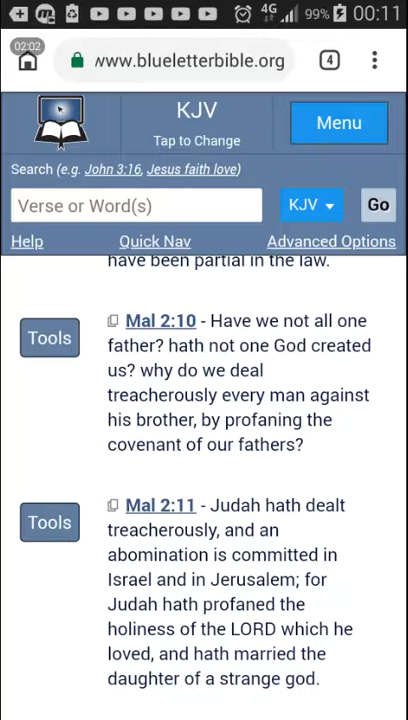 4G 99% 00:11
02:02
www.blueletterbible.org 4
KJV
Tap to Change
Menu
Search (e.g. John 3:16, Jesus faith love)
Verse or Word(s) KJV Go
Help Quick Nav Advanced Options
have been partial in the law.
Tools
Mal 2:10 - Have we not all one
father? hath not one God created
us? why do we deal
treacherously every man against
his brother, by profaning the
covenant of our fathers?
Tools
Mal 2:11 - Judah hath dealt
treacherously, and an
abomination is committed in
Israel and in Jerusalem; for
Judah hath profaned the
holiness of the LORD which he
loved, and hath married the
daughter of a strange god.